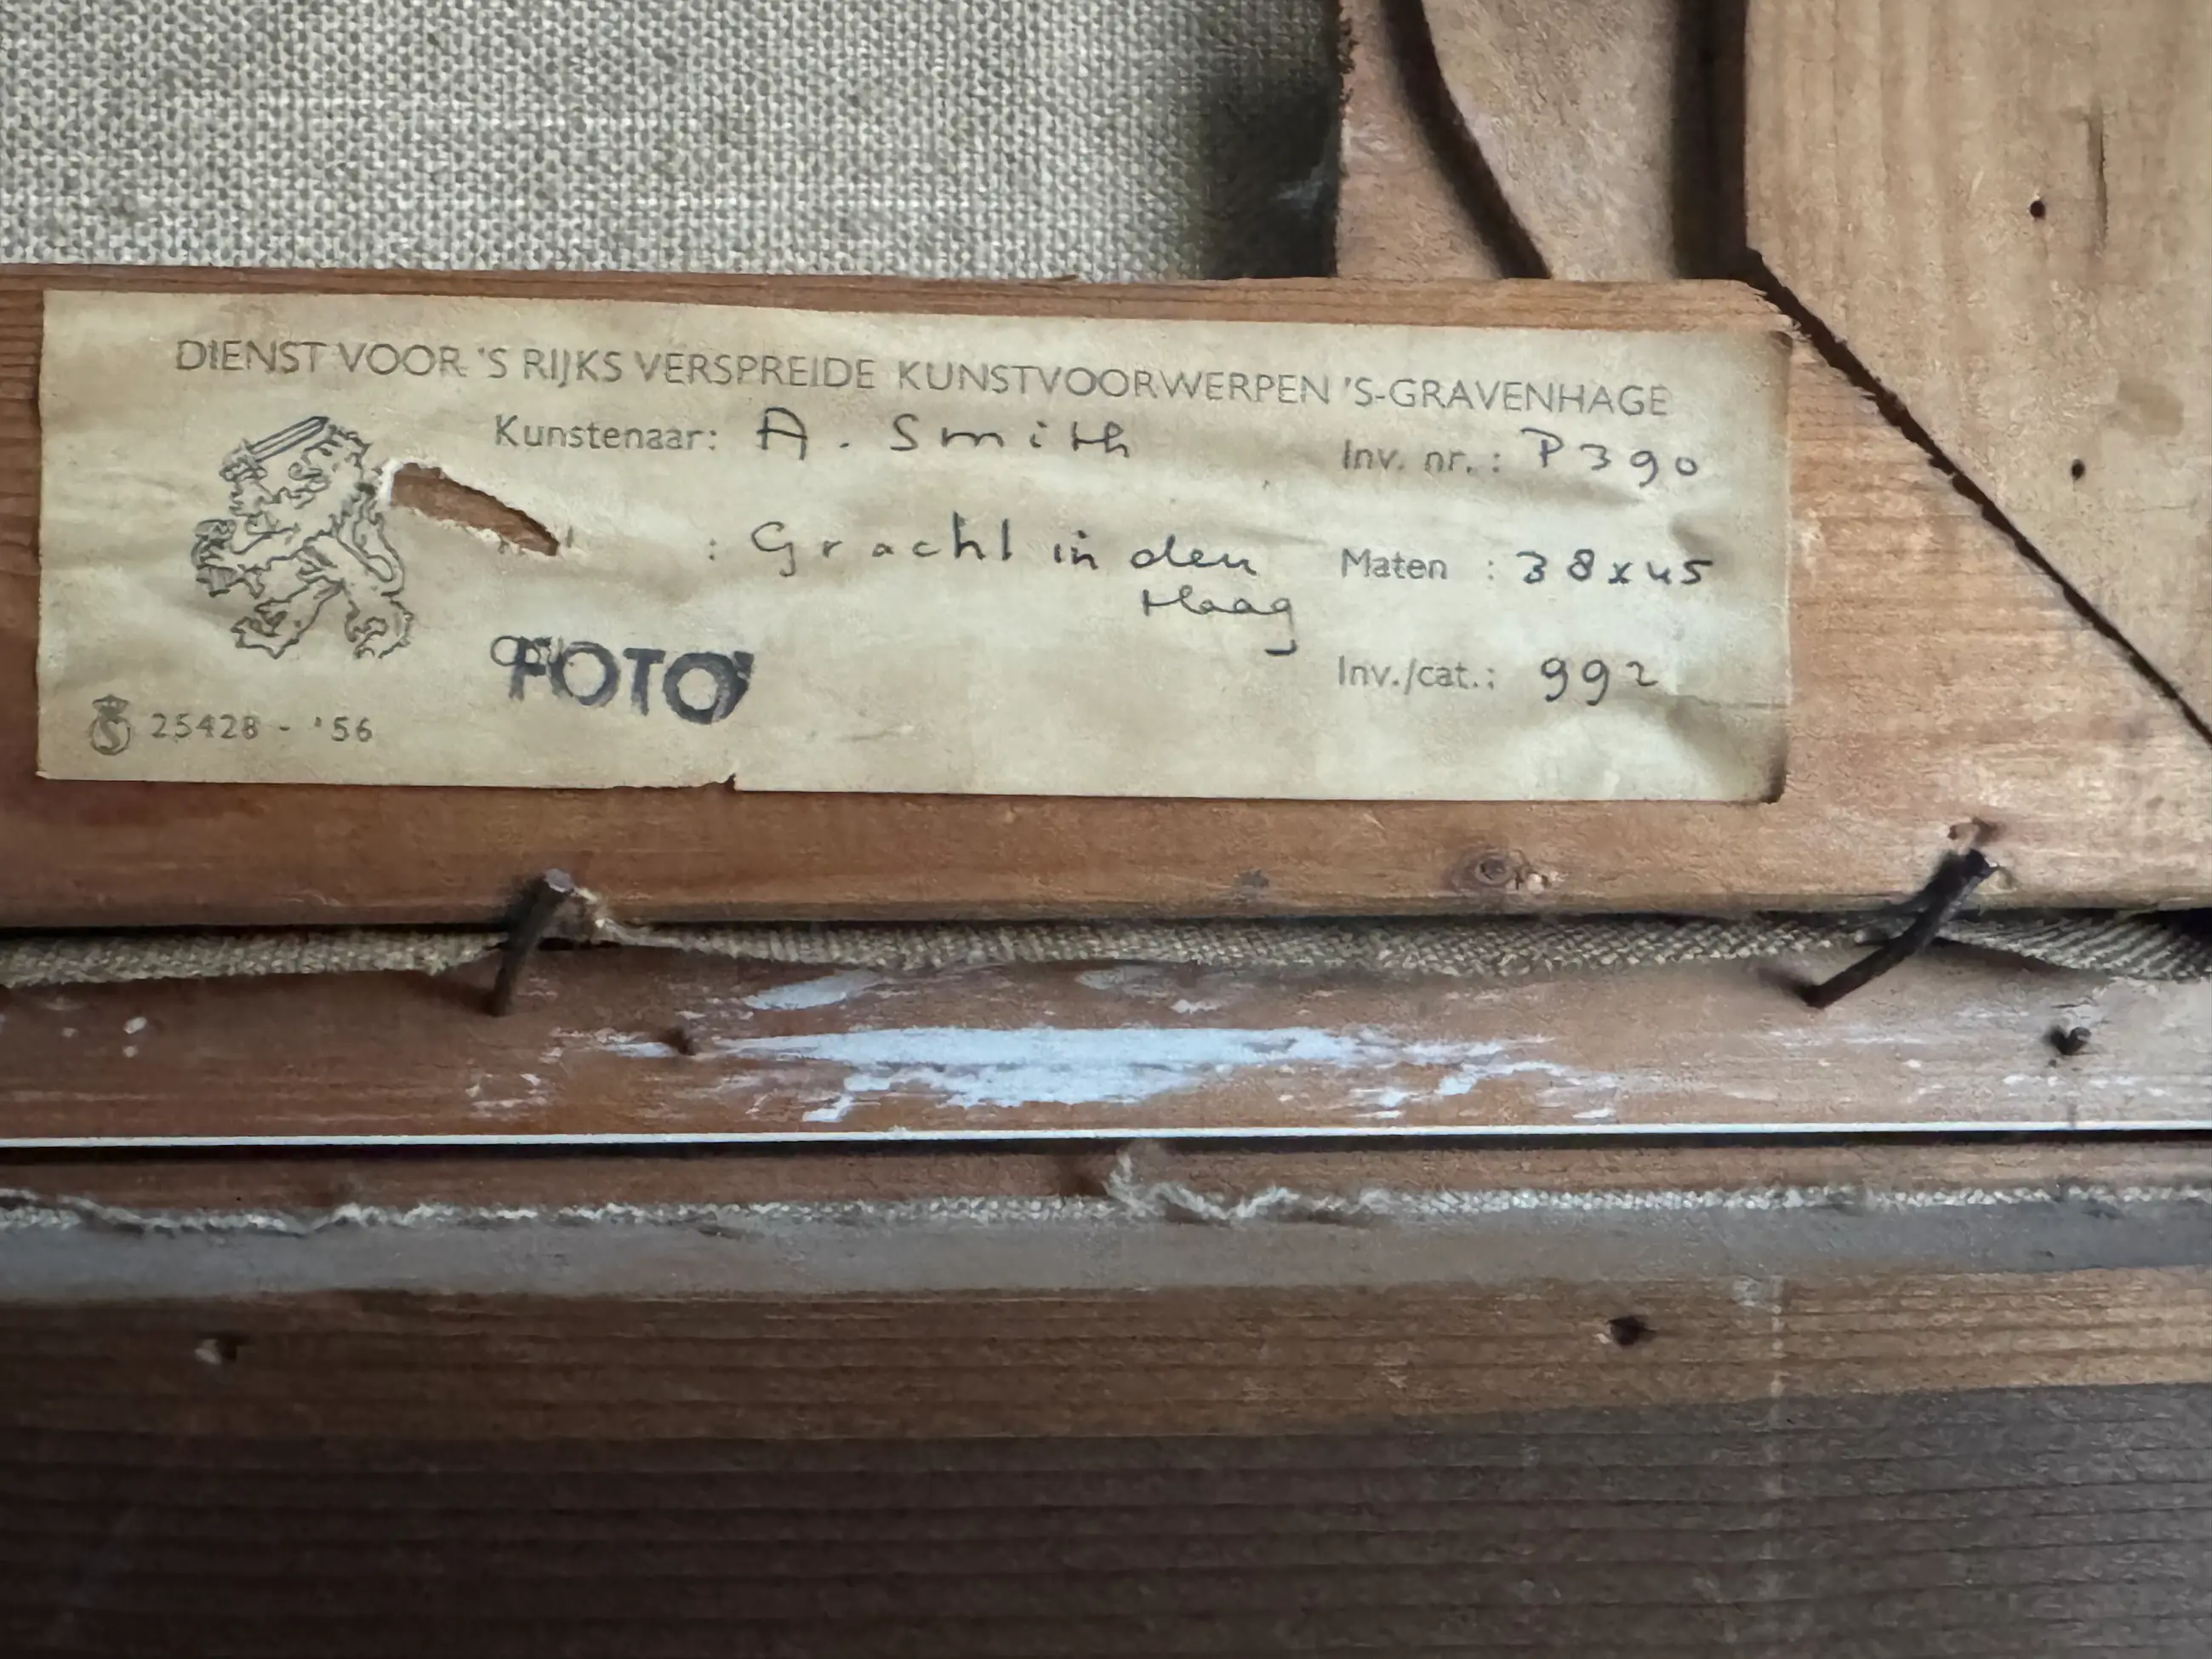 DIENST VOOR 'S RIJKS VERSPREIDE KUNSTVOORWERPEN 'S-GRAVENHAGE
Kunstenaar: A. Smith
Inv. nr. : P390
: Gracht in den
Haag
Maten : 38x45
FOTO
Inv./cat.: 992
25428 - '56